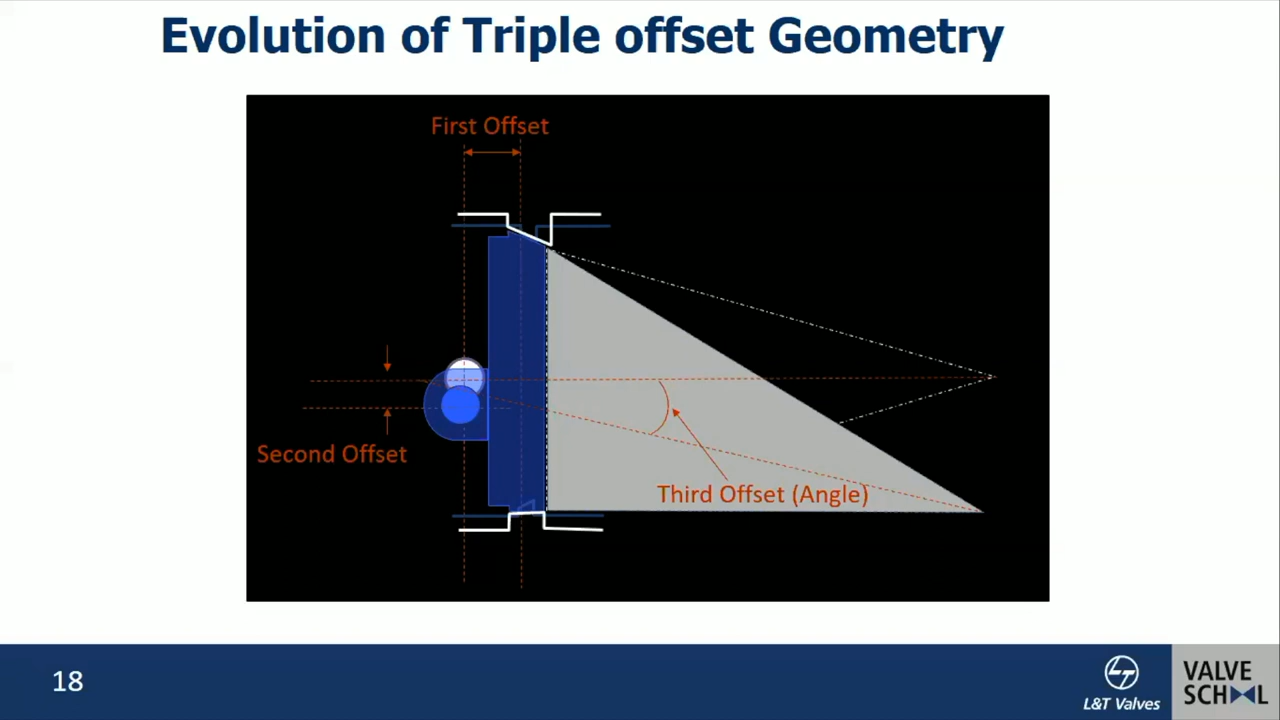 Evolution of Triple offset Geometry
First Offset
Second Offset
Third Offset (Angle)
18
L&T Valves
VALVE
SCHOOL